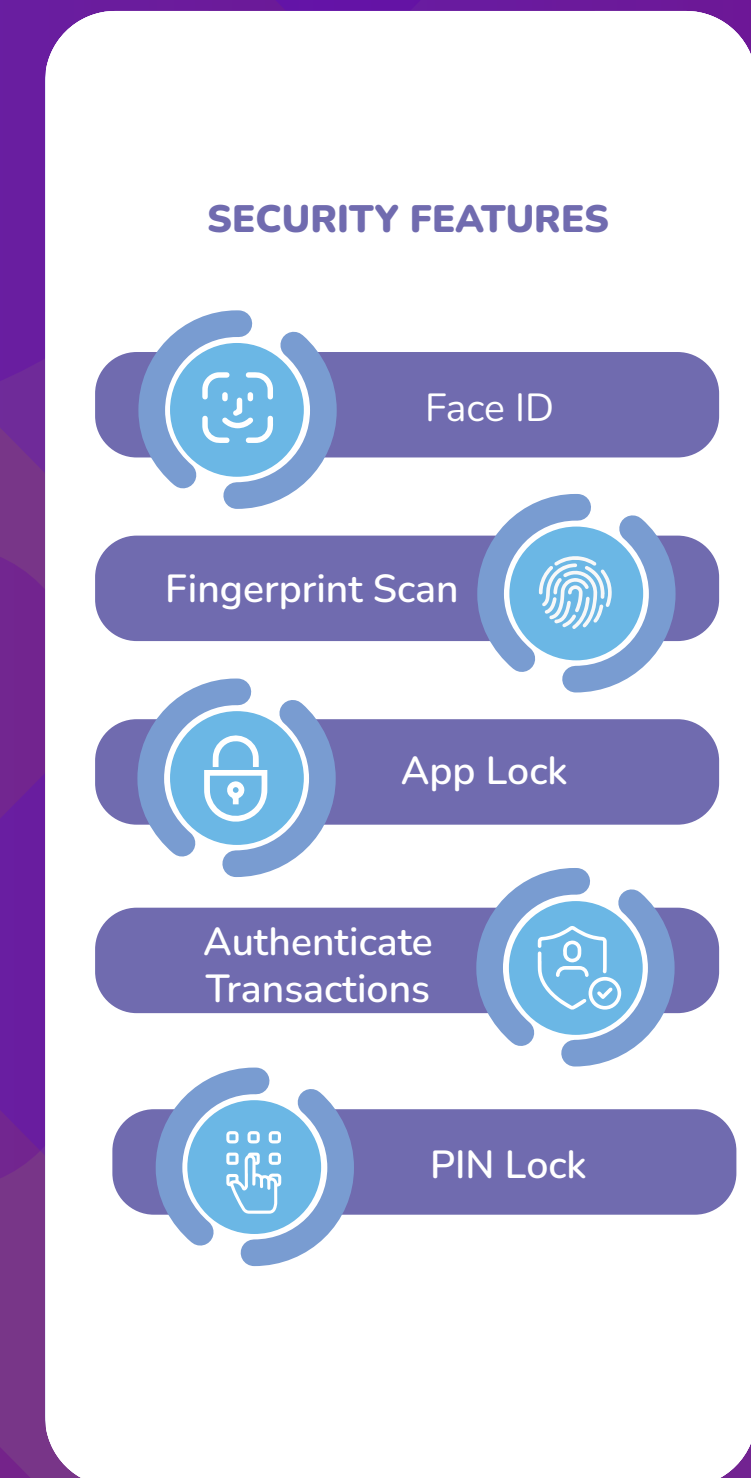 SECURITY FEATURES
Face ID
Fingerprint Scan
App Lock
Authenticate
Transactions
PIN Lock